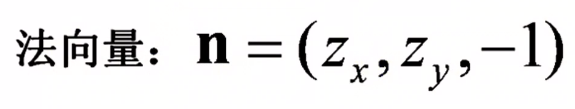 法向量：n = (z_x, z_y, −1)